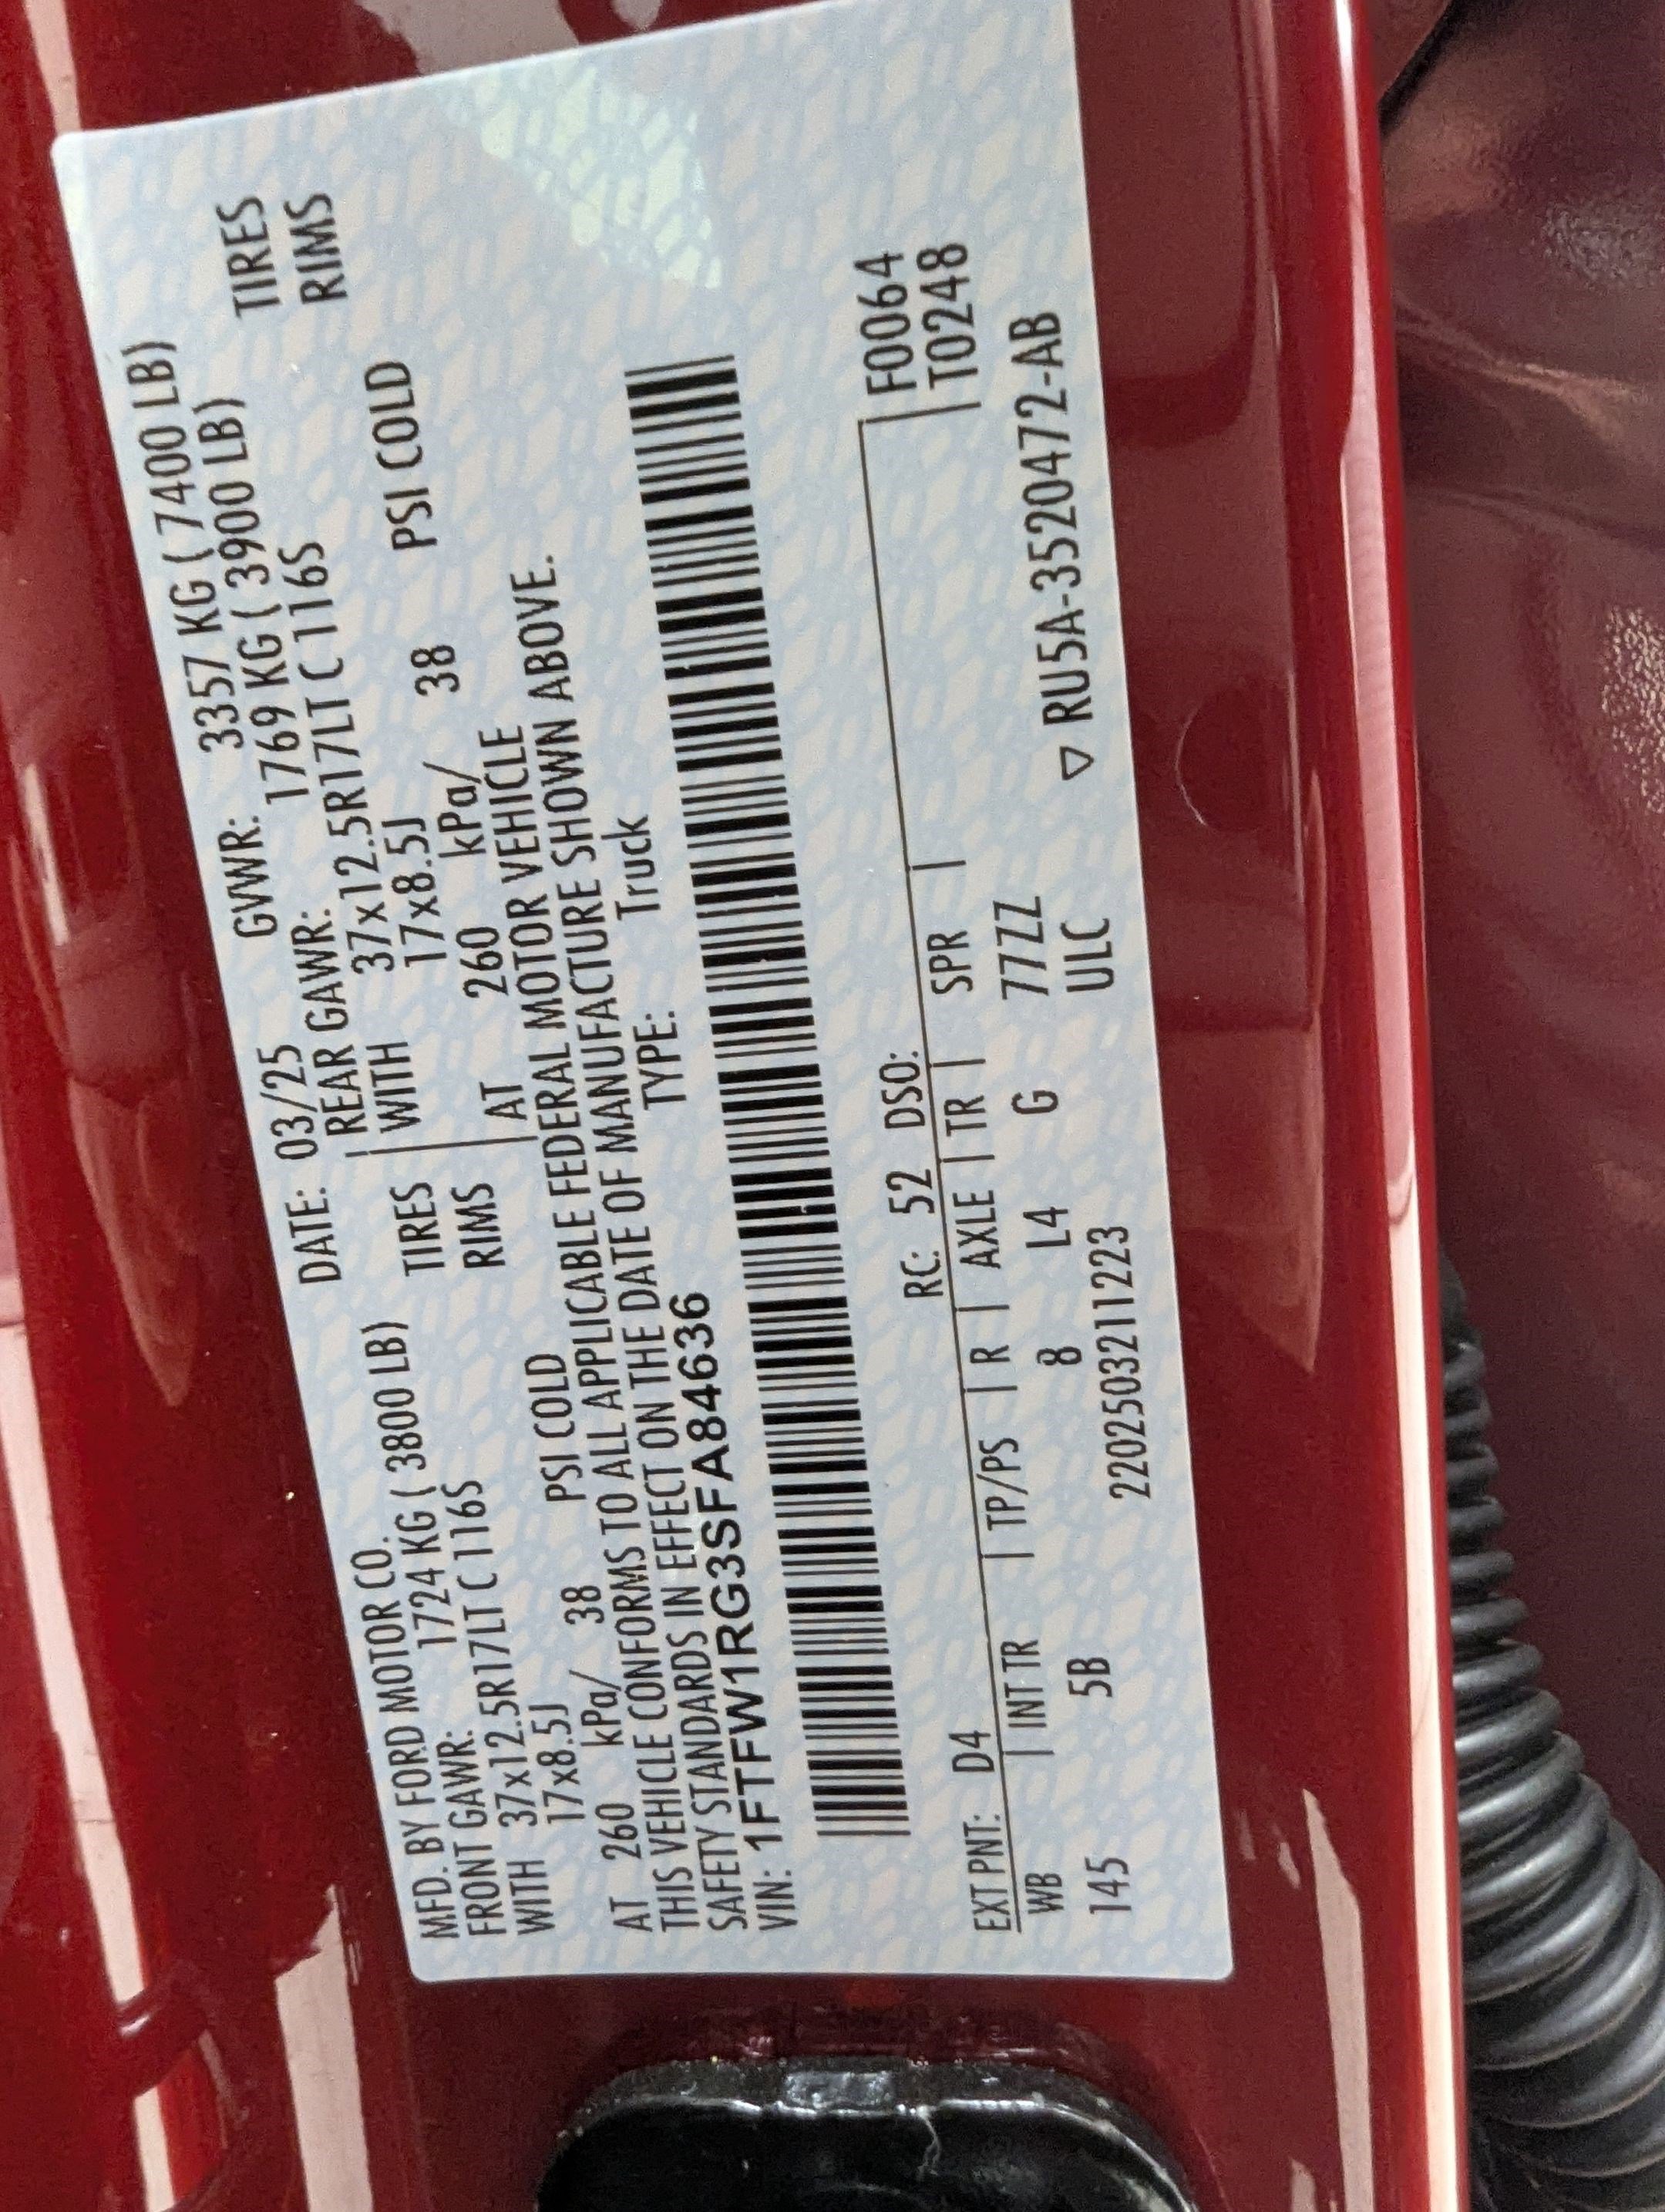 MFD. BY FORD MOTOR CO. DATE: 03/25 GVWR: 3357 KG ( 7400 LB)
FRONT GAWR: 1724 KG ( 3800 LB) REAR GAWR: 1769 KG ( 3900 LB)
WITH 37x12.5R17LT C 116S TIRES WITH 37x12.5R17LT C 116S TIRES
17x8.5J RIMS 17x8.5J RIMS
AT 260 kPa/ 38 PSI COLD AT 260 kPa/ 38 PSI COLD
THIS VEHICLE CONFORMS TO ALL APPLICABLE FEDERAL MOTOR VEHICLE
SAFETY STANDARDS IN EFFECT ON THE DATE OF MANUFACTURE SHOWN ABOVE.
VIN: 1FTFW1RG3SFA84636 TYPE: Truck
EXT PNT: D4 RC: 52 DSO: F0064
WB | INT TR | TP/PS | R | AXLE | TR | SPR | T0248
145 5B 8 L4 G 77ZZ
2202503211223 ULC ▽ RU5A-3520472-AB